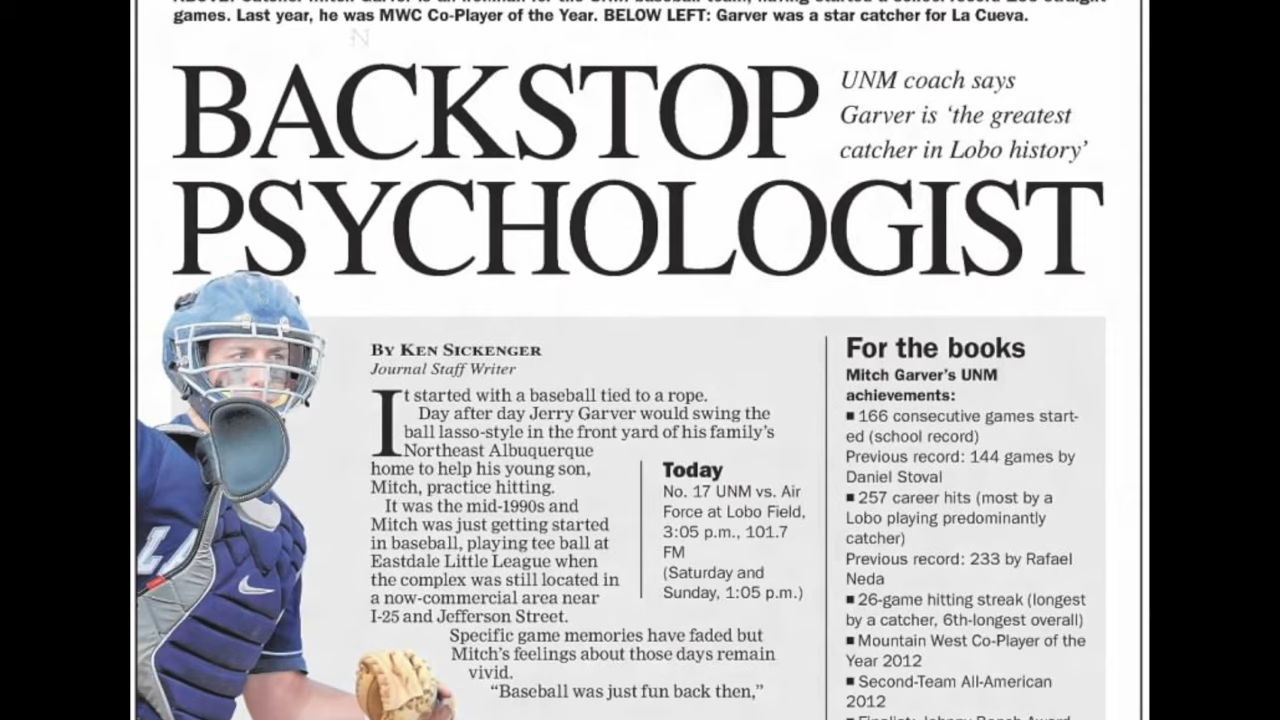 games. Last year, he was MWC Co-Player of the Year. BELOW LEFT: Garver was a star catcher for La Cueva.
BACKSTOP
PSYCHOLOGIST
UNM coach says
Garver is ‘the greatest
catcher in Lobo history’
BY KEN SICKENGER
Journal Staff Writer
It started with a baseball tied to a rope.
Day after day Jerry Garver would swing the
ball lasso-style in the front yard of his family’s
Northeast Albuquerque
home to help his young son,
Mitch, practice hitting.
It was the mid-1990s and
Mitch was just getting started
in baseball, playing tee ball at
Eastdale Little League when
the complex was still located in
a now-commercial area near
I-25 and Jefferson Street.
Specific game memories have faded but
Mitch’s feelings about those days remain
vivid.
“Baseball was just fun back then,”
Today
No. 17 UNM vs. Air
Force at Lobo Field,
3:05 p.m., 101.7
FM
(Saturday and
Sunday, 1:05 p.m.)
For the books
Mitch Garver’s UNM
achievements:
■ 166 consecutive games start-
ed (school record)
Previous record: 144 games by
Daniel Stoval
■ 257 career hits (most by a
Lobo playing predominantly
catcher)
Previous record: 233 by Rafael
Neda
■ 26-game hitting streak (longest
by a catcher, 6th-longest overall)
■ Mountain West Co-Player of the
Year 2012
■ Second-Team All-American
2012